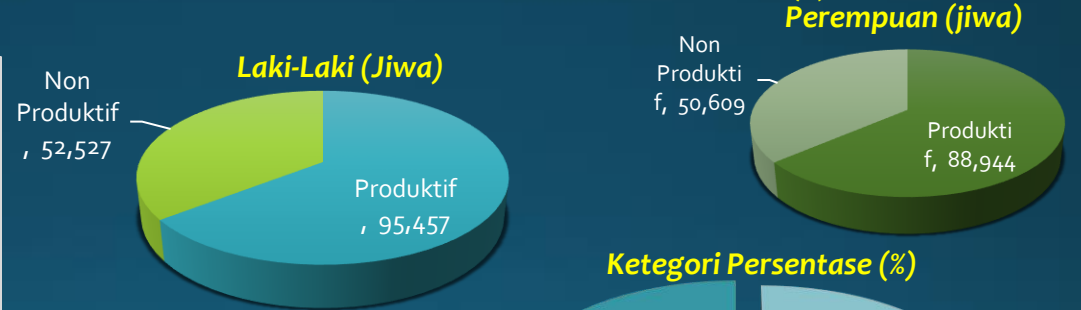 Laki-Laki (Jiwa)
Non
Produktif
, 52,527
Produktif
, 95,457
Perempuan (jiwa)
Non
Produkti
f, 50,609
Produkti
f, 88,944
Ketegori Persentase (%)